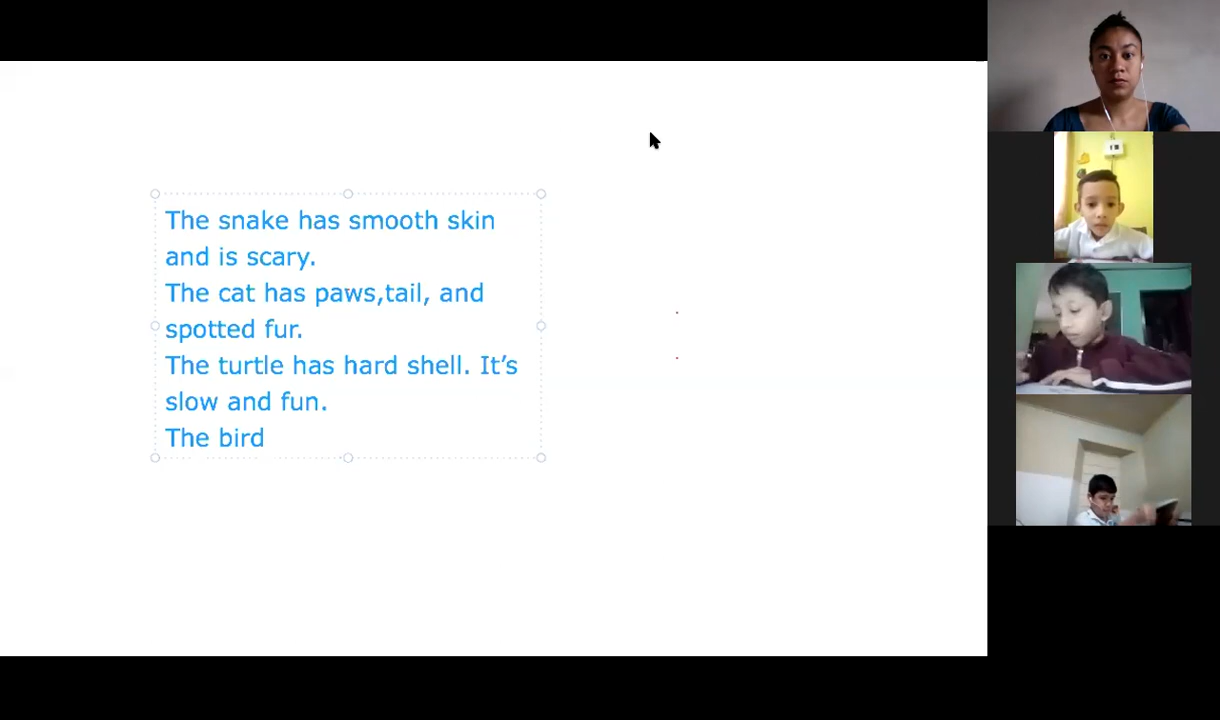 The snake has smooth skin
and is scary.
The cat has paws,tail, and
spotted fur.
The turtle has hard shell. It’s
slow and fun.
The bird